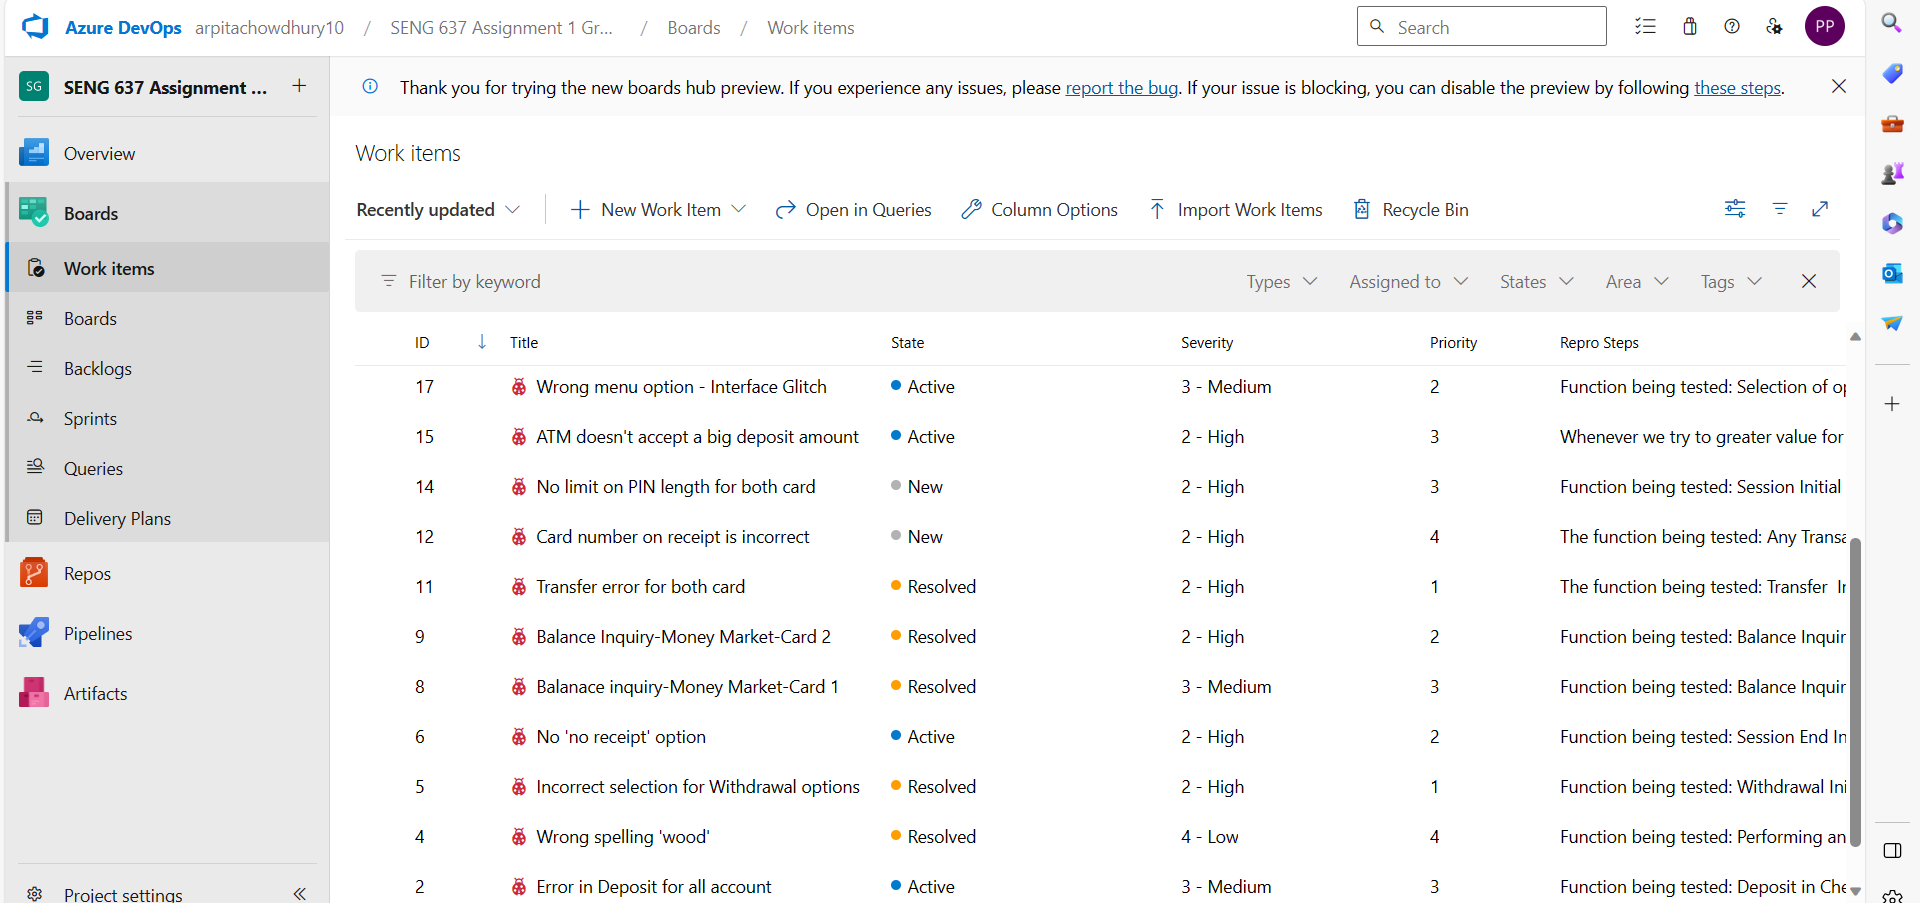 Azure DevOps arpitachowdhury10 / SENG 637 Assignment 1 Gr... / Boards / Work items Search PP
SG SENG 637 Assignment ... +
Thank you for trying the new boards hub preview. If you experience any issues, please report the bug. If your issue is blocking, you can disable the preview by following these steps.
Overview
Boards
Work items
Boards
Backlogs
Sprints
Queries
Delivery Plans
Repos
Pipelines
Artifacts
Project settings
Work items
Recently updated New Work Item Open in Queries Column Options Import Work Items Recycle Bin
Filter by keyword Types Assigned to States Area Tags
ID Title State Severity Priority Repro Steps
17 Wrong menu option - Interface Glitch Active 3 - Medium 2 Function being tested: Selection of op
15 ATM doesn't accept a big deposit amount Active 2 - High 3 Whenever we try to greater value for
14 No limit on PIN length for both card New 2 - High 3 Function being tested: Session Initial
12 Card number on receipt is incorrect New 2 - High 4 The function being tested: Any Transa
11 Transfer error for both card Resolved 2 - High 1 The function being tested: Transfer Ir
9 Balance Inquiry-Money Market-Card 2 Resolved 2 - High 2 Function being tested: Balance Inquir
8 Balanace inquiry-Money Market-Card 1 Resolved 3 - Medium 3 Function being tested: Balance Inquir
6 No 'no receipt' option Active 2 - High 2 Function being tested: Session End In
5 Incorrect selection for Withdrawal options Resolved 2 - High 1 Function being tested: Withdrawal Ini
4 Wrong spelling 'wood' Resolved 4 - Low 4 Function being tested: Performing an
2 Error in Deposit for all account Active 3 - Medium 3 Function being tested: Deposit in Che